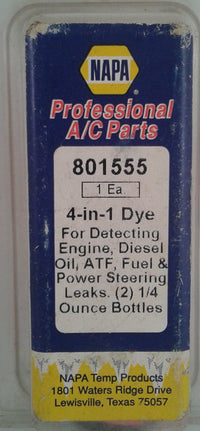 NAPA
Professional
A/C Parts
801555
1 Ea
4-in-1 Dye
For Detecting
Engine, Diesel
Oil, ATF, Fuel &
Power Steering
Leaks. (2) 1/4
Ounce Bottles
NAPA Temp Products
1801 Waters Ridge Drive
Lewisville, Texas 75057